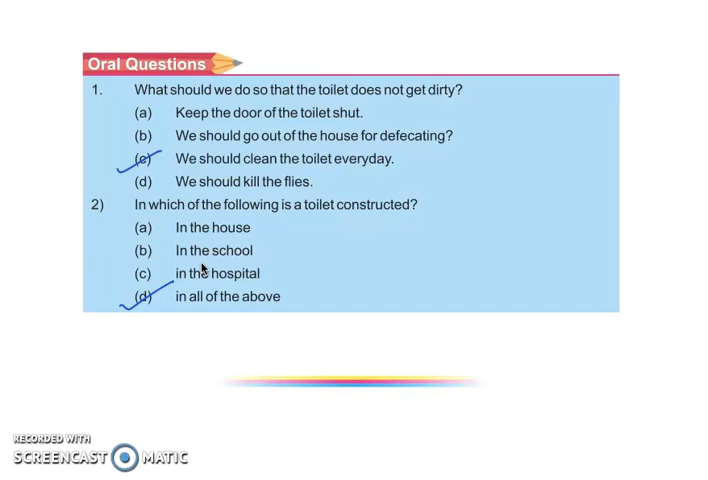 Oral Questions
1. What should we do so that the toilet does not get dirty?
(a) Keep the door of the toilet shut.
(b) We should go out of the house for defecating?
(c) We should clean the toilet everyday.
(d) We should kill the flies.
2) In which of the following is a toilet constructed?
(a) In the house
(b) In the school
(c) in the hospital
(d) in all of the above
RECORDED WITH
SCREENCAST MATIC